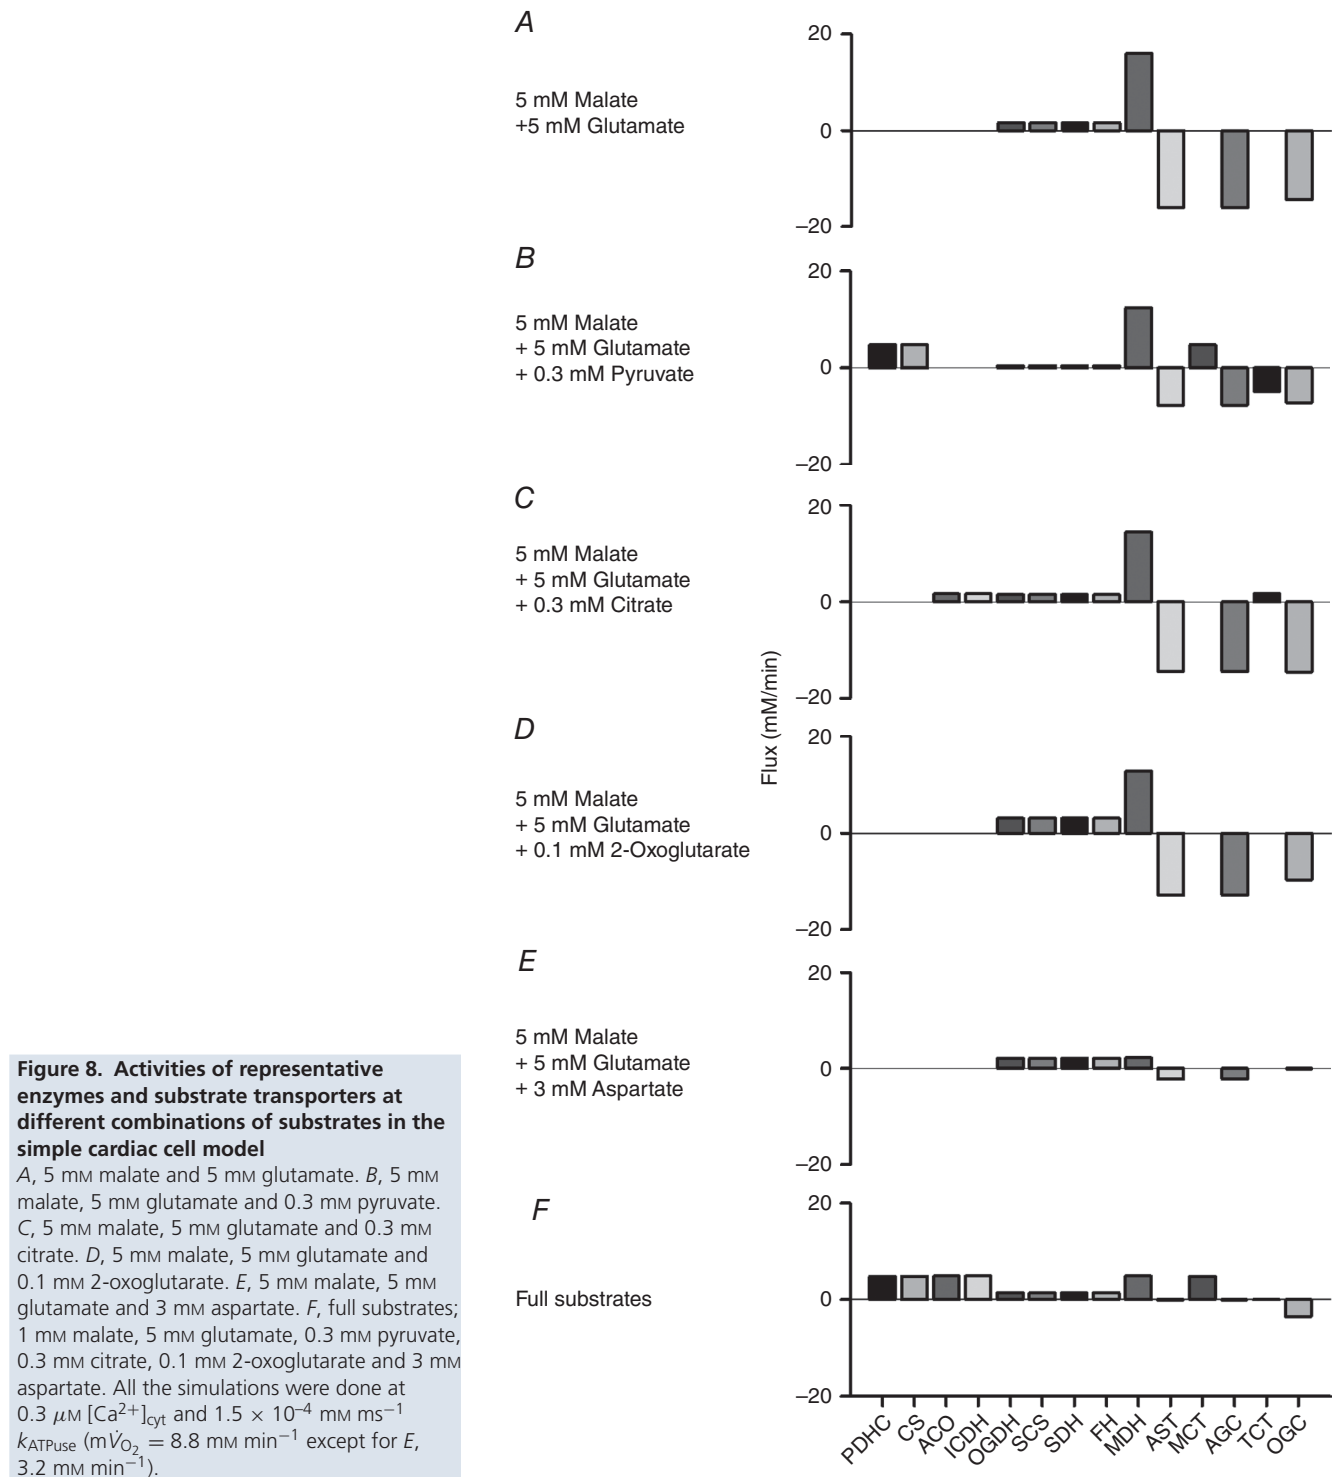 A
5 mM Malate
+5 mM Glutamate
20
0
−20
B
5 mM Malate
+ 5 mM Glutamate
+ 0.3 mM Pyruvate
20
0
−20
C
5 mM Malate
+ 5 mM Glutamate
+ 0.3 mM Citrate
20
0
−20
Flux (mM/min)
D
5 mM Malate
+ 5 mM Glutamate
+ 0.1 mM 2-Oxoglutarate
20
0
−20
E
5 mM Malate
+ 5 mM Glutamate
+ 3 mM Aspartate
20
0
−20
F
Full substrates
20
0
−20
PDHC
CS
ACO
ICDH
OGDH
SCS
SDH
FH
MDH
AST
MCT
AGC
TCT
OGC
Figure 8. Activities of representative
enzymes and substrate transporters at
different combinations of substrates in the
simple cardiac cell model
A, 5 mM malate and 5 mM glutamate. B, 5 mM
malate, 5 mM glutamate and 0.3 mM pyruvate.
C, 5 mM malate, 5 mM glutamate and 0.3 mM
citrate. D, 5 mM malate, 5 mM glutamate and
0.1 mM 2-oxoglutarate. E, 5 mM malate, 5 mM
glutamate and 3 mM aspartate. F, full substrates;
1 mM malate, 5 mM glutamate, 0.3 mM pyruvate,
0.3 mM citrate, 0.1 mM 2-oxoglutarate and 3 mM
aspartate. All the simulations were done at
0.3 μM [Ca²⁺]cyt and 1.5 × 10⁻⁴ mM ms⁻¹
kATPuse (mV̇O₂ = 8.8 mM min⁻¹ except for E,
3.2 mM min⁻¹).